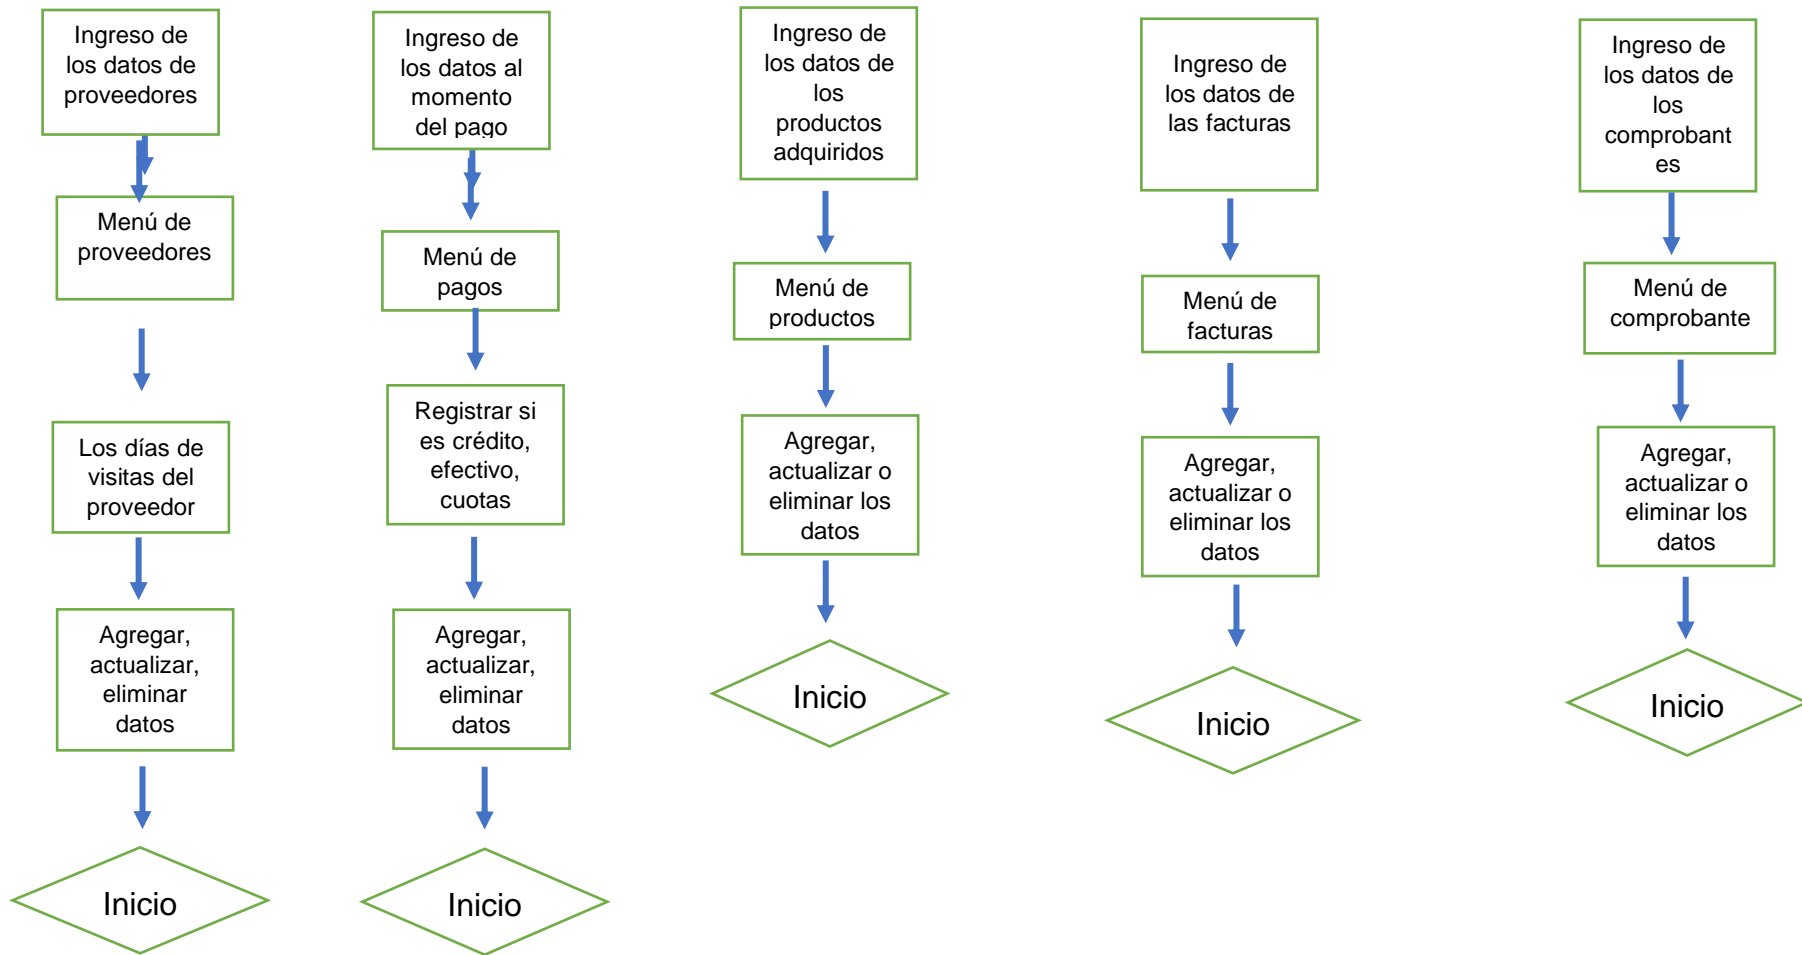 Ingreso de
los datos de
proveedores
Menú de
proveedores
Los días de
visitas del
proveedor
Agregar,
actualizar,
eliminar
datos
Inicio
Ingreso de
los datos al
momento
del pago
Menú de
pagos
Registrar si
es crédito,
efectivo,
cuotas
Agregar,
actualizar,
eliminar
datos
Inicio
Ingreso de
los datos de
los
productos
adquiridos
Menú de
productos
Agregar,
actualizar o
eliminar los
datos
Inicio
Ingreso de
los datos de
las facturas
Menú de
facturas
Agregar,
actualizar o
eliminar los
datos
Inicio
Ingreso de
los datos de
los
comprobant
es
Menú de
comprobante
Agregar,
actualizar o
eliminar los
datos
Inicio